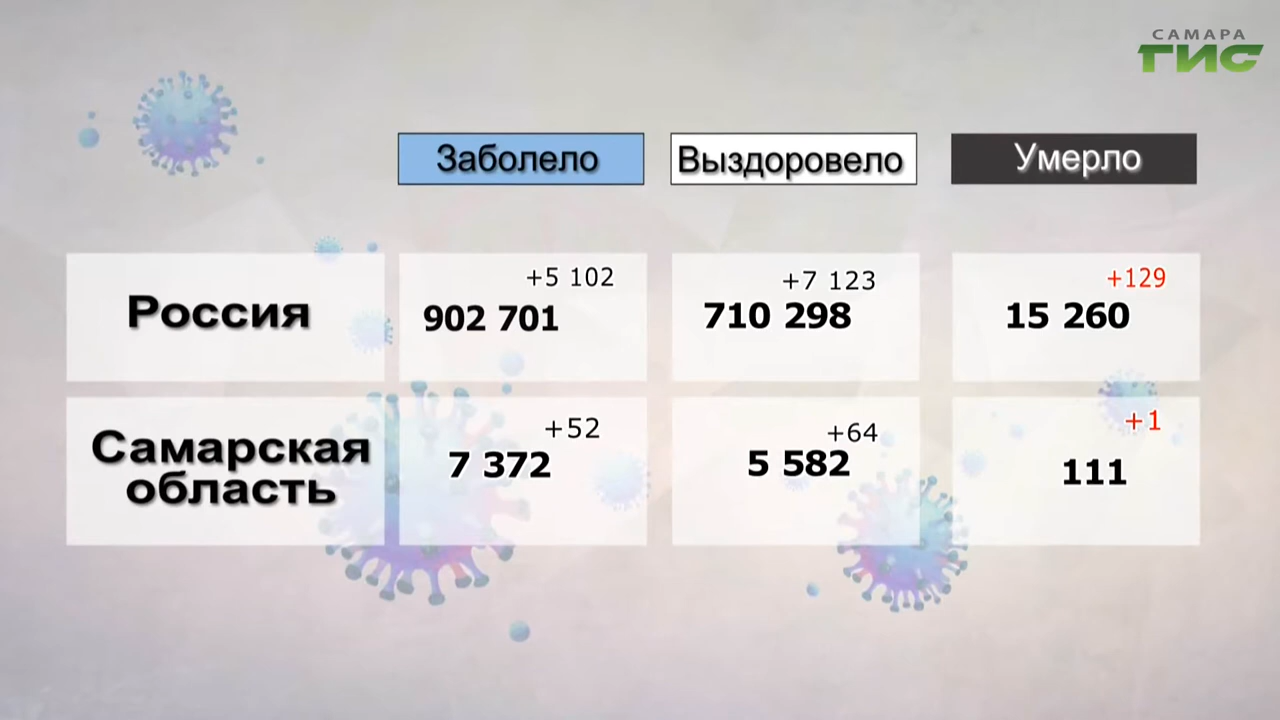 САМАРА
ГИС
Заболело Выздоровело Умерло
+5 102 +7 123 +129
Россия 902 701 710 298 15 260
+52 +64 +1
Самарская 7 372 5 582 111
область